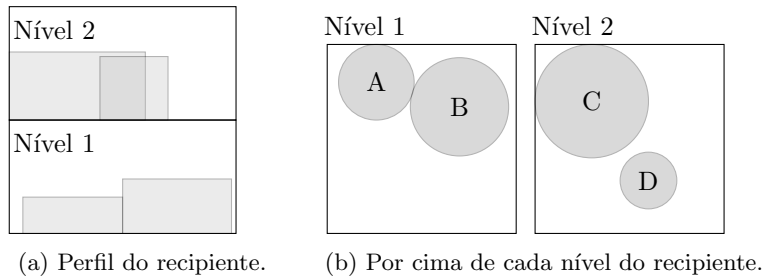 Nível 2
Nível 1
(a) Perfil do recipiente.
Nível 1
A
B
Nível 2
C
D
(b) Por cima de cada nível do recipiente.